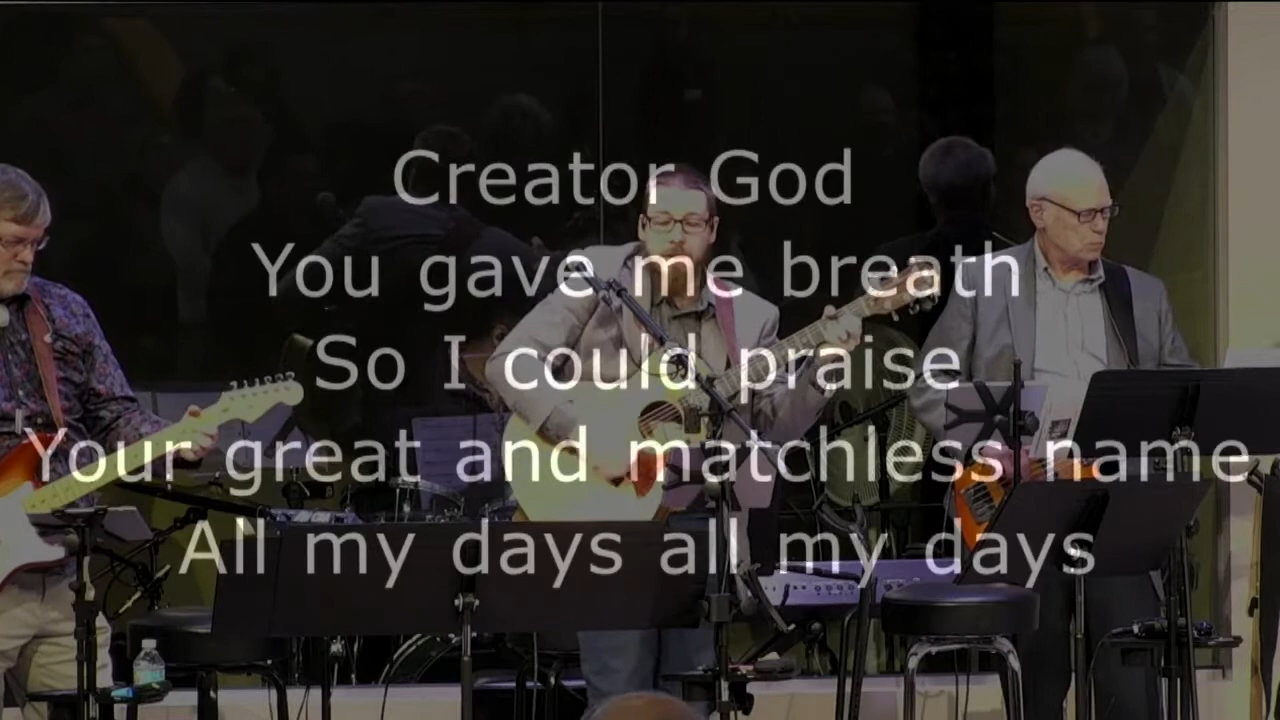 Creator God
You gave me breath
So I could praise
Your great and matchless name
All my days all my days